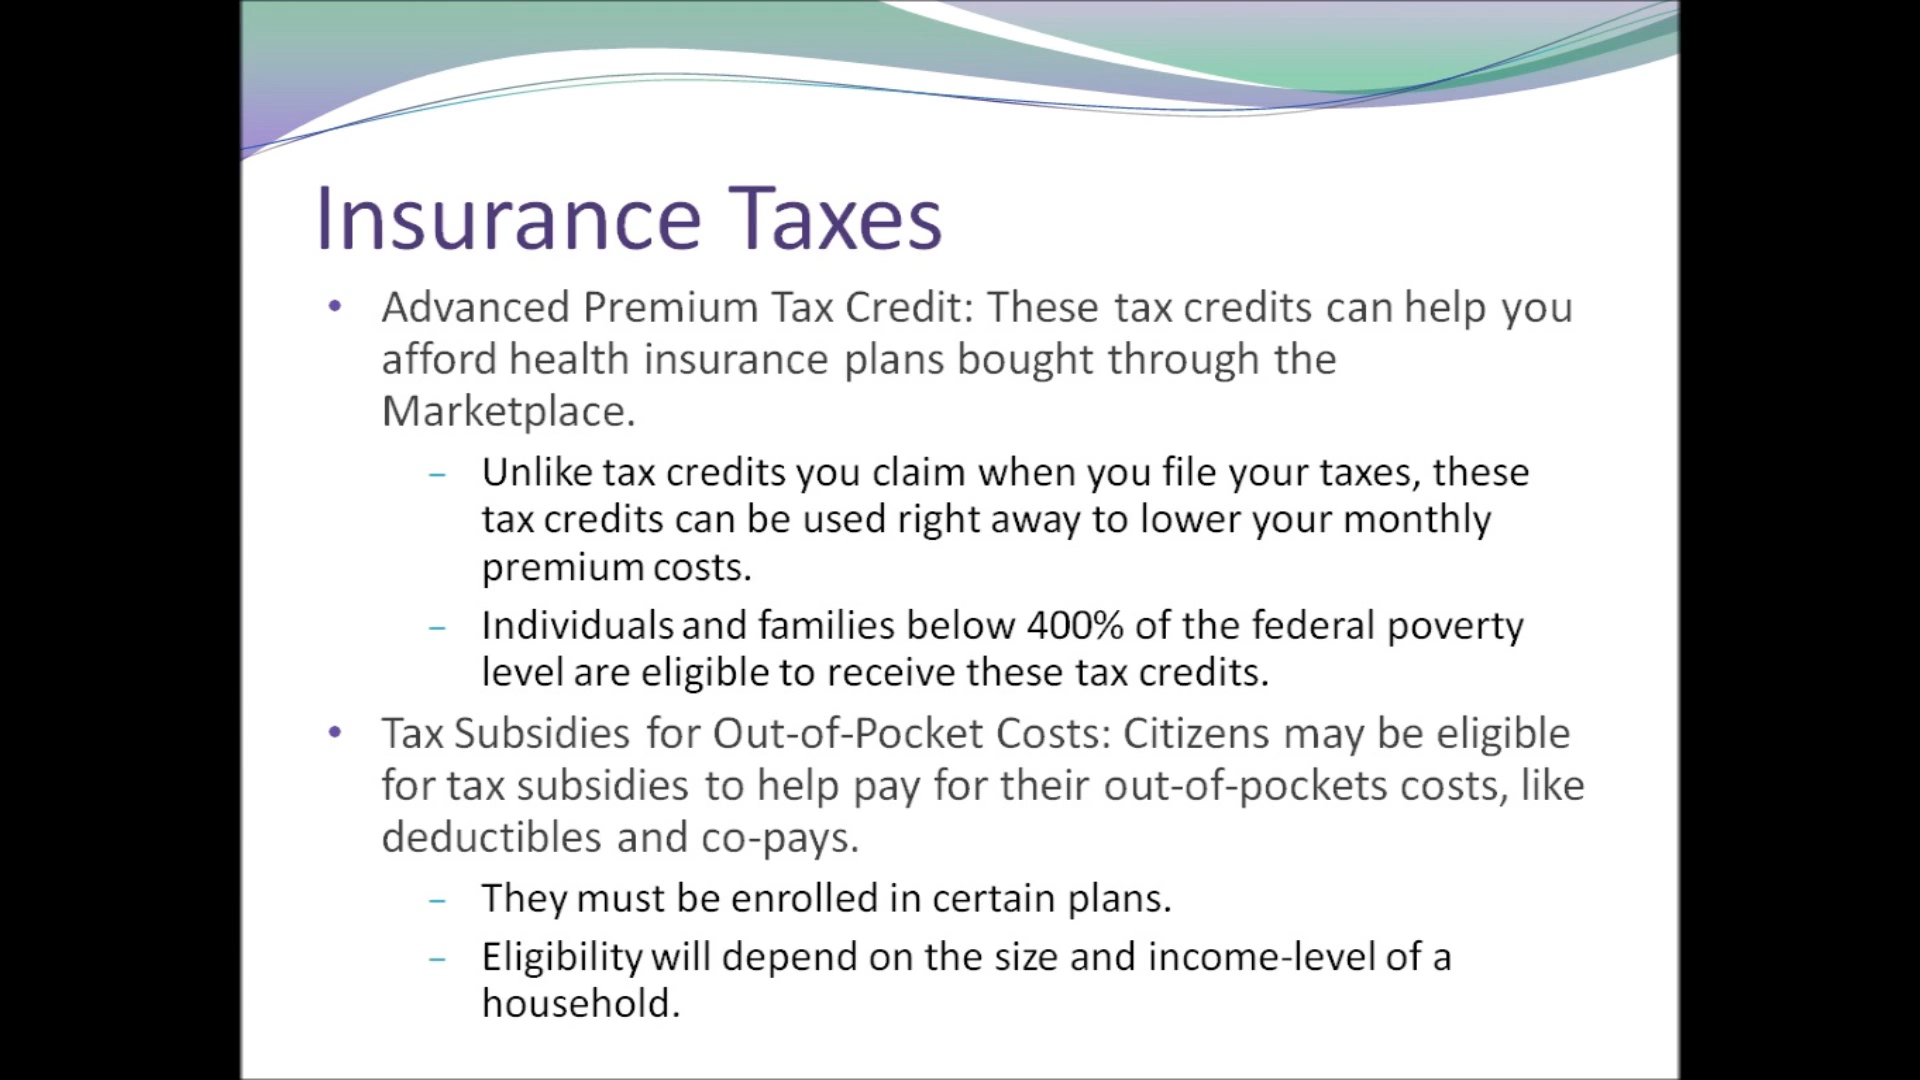 Insurance Taxes
• Advanced Premium Tax Credit: These tax credits can help you
afford health insurance plans bought through the
Marketplace.
– Unlike tax credits you claim when you file your taxes, these
tax credits can be used right away to lower your monthly
premium costs.
– Individuals and families below 400% of the federal poverty
level are eligible to receive these tax credits.
• Tax Subsidies for Out-of-Pocket Costs: Citizens may be eligible
for tax subsidies to help pay for their out-of-pockets costs, like
deductibles and co-pays.
– They must be enrolled in certain plans.
– Eligibility will depend on the size and income-level of a
household.